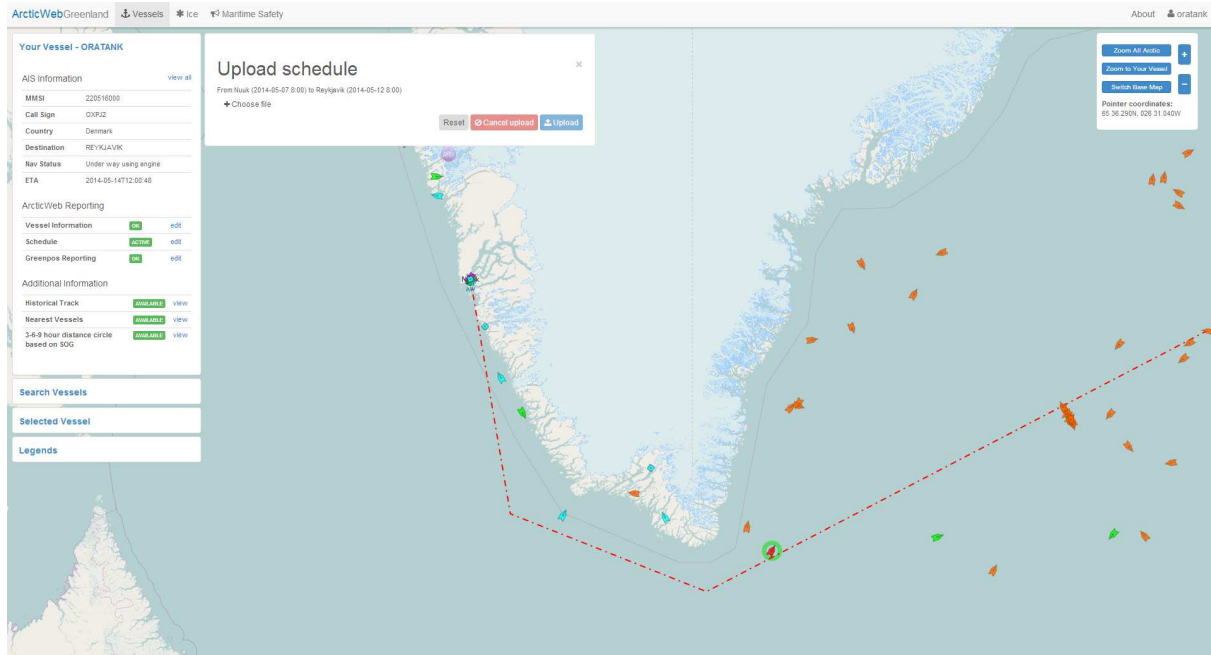 ArcticWebGreenland Vessels Ice Maritime Safety About oratank
Your Vessel - ORATANK
AIS Information view all
MMSI 220516000
Call Sign OXPJ2
Country Denmark
Destination REYKJAVIK
Nav Status Under way using engine
ETA 2014-05-14T12:00:46
ArcticWeb Reporting
Vessel Information OK edit
Schedule ACTIVE edit
Greenpos Reporting OK edit
Additional Information
Historical Track AVAILABLE view
Nearest Vessels AVAILABLE view
3-6-9 hour distance circle AVAILABLE view
based on SOG
Search Vessels
Selected Vessel
Legends
Upload schedule ×
From Nuuk (2014-05-07 8:00) to Reykjavik (2014-05-12 8:00)
+ Choose file
Reset Cancel upload Upload
Zoom All Arctic +
Zoom to Your Vessel
Switch Base Map −
Pointer coordinates:
65 36.290N, 026 31.040W